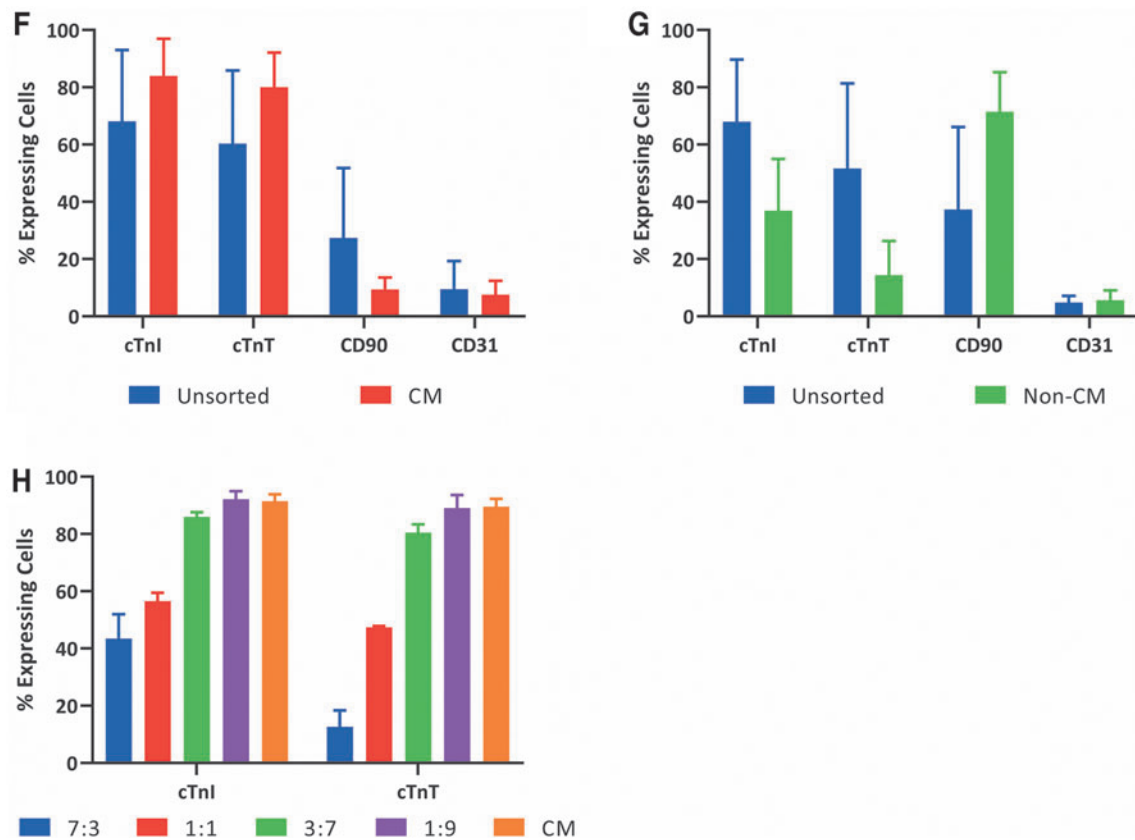 F
% Expressing Cells
100
80
60
40
20
0
cTnI cTnT CD90 CD31
Unsorted CM
G
% Expressing Cells
100
80
60
40
20
0
cTnI cTnT CD90 CD31
Unsorted Non-CM
H
% Expressing Cells
100
80
60
40
20
0
cTnI cTnT
7:3 1:1 3:7 1:9 CM